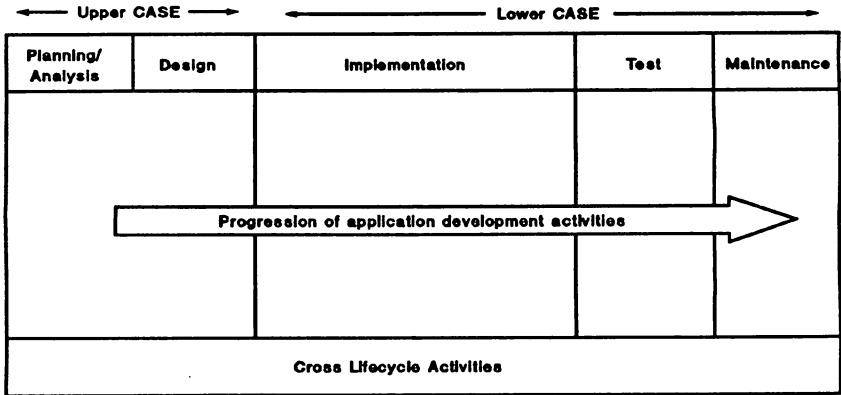 Upper CASE
Lower CASE
Planning/
Analysis
Design
Implementation
Test
Maintenance
Progression of application development activities
Cross Lifecycle Activities